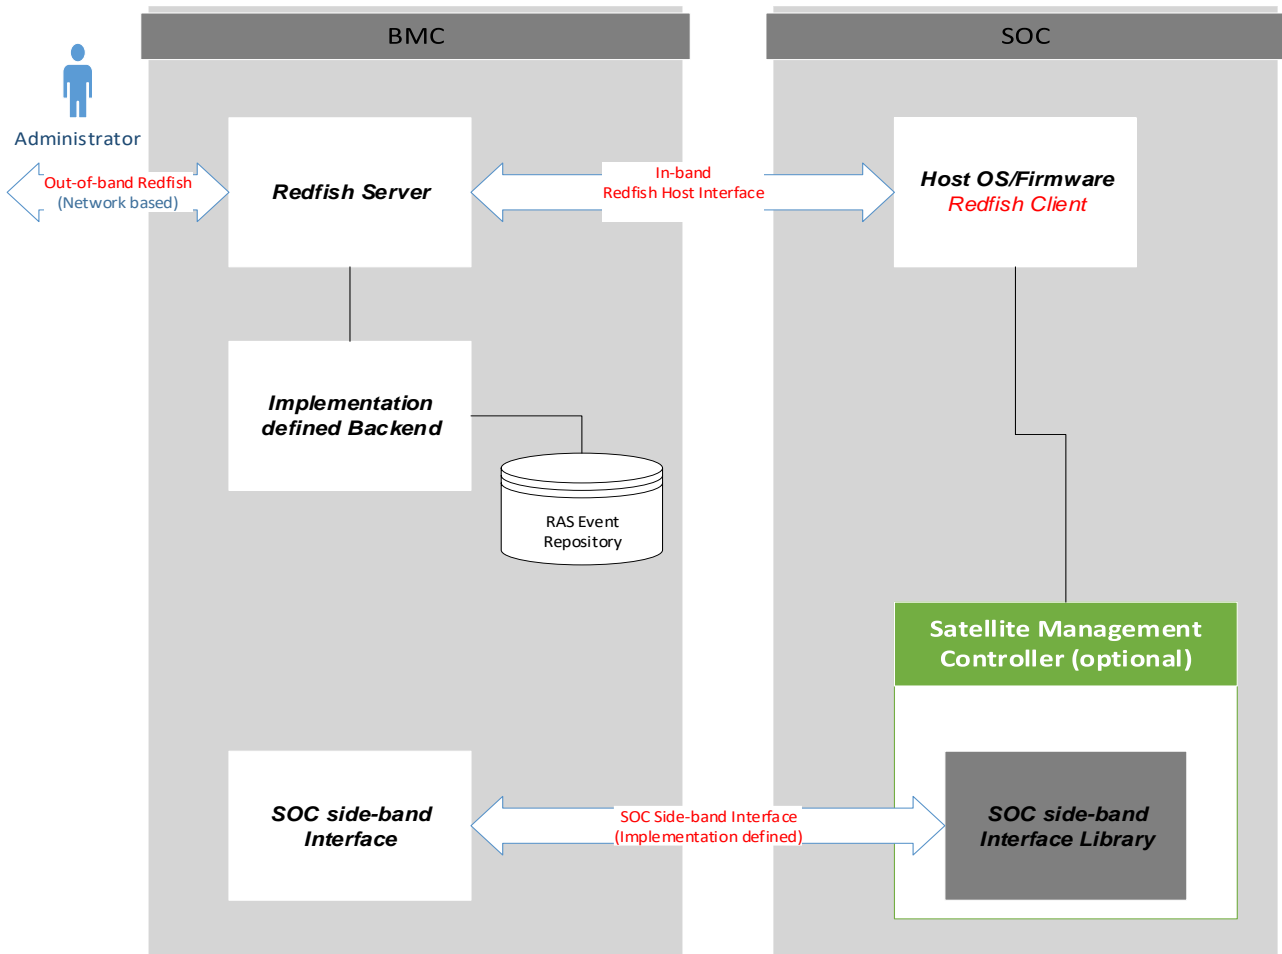 BMC
SOC
Administrator
Out-of-band Redfish
(Network based)
Redfish Server
In-band
Redfish Host Interface
Host OS/Firmware
Redfish Client
Implementation
defined Backend
RAS Event
Repository
Satellite Management
Controller (optional)
SOC side-band
Interface
SOC Side-band Interface
(Implementation defined)
SOC side-band
Interface Library